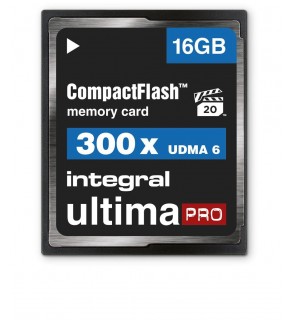 16GB
CompactFlash™
memory card
20
300 x UDMA 6
integral
ultima PRO